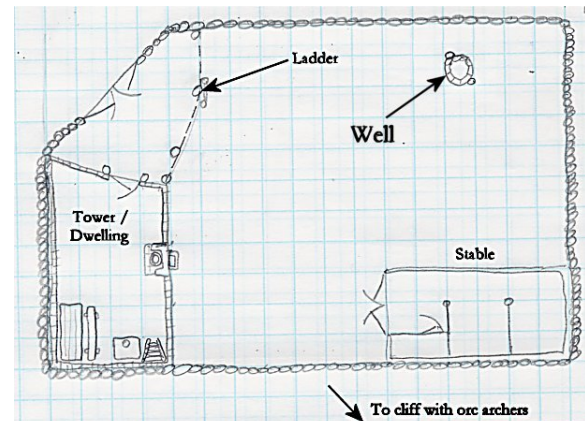 Ladder
Well
Tower /
Dwelling
Stable
To cliff with orc archers